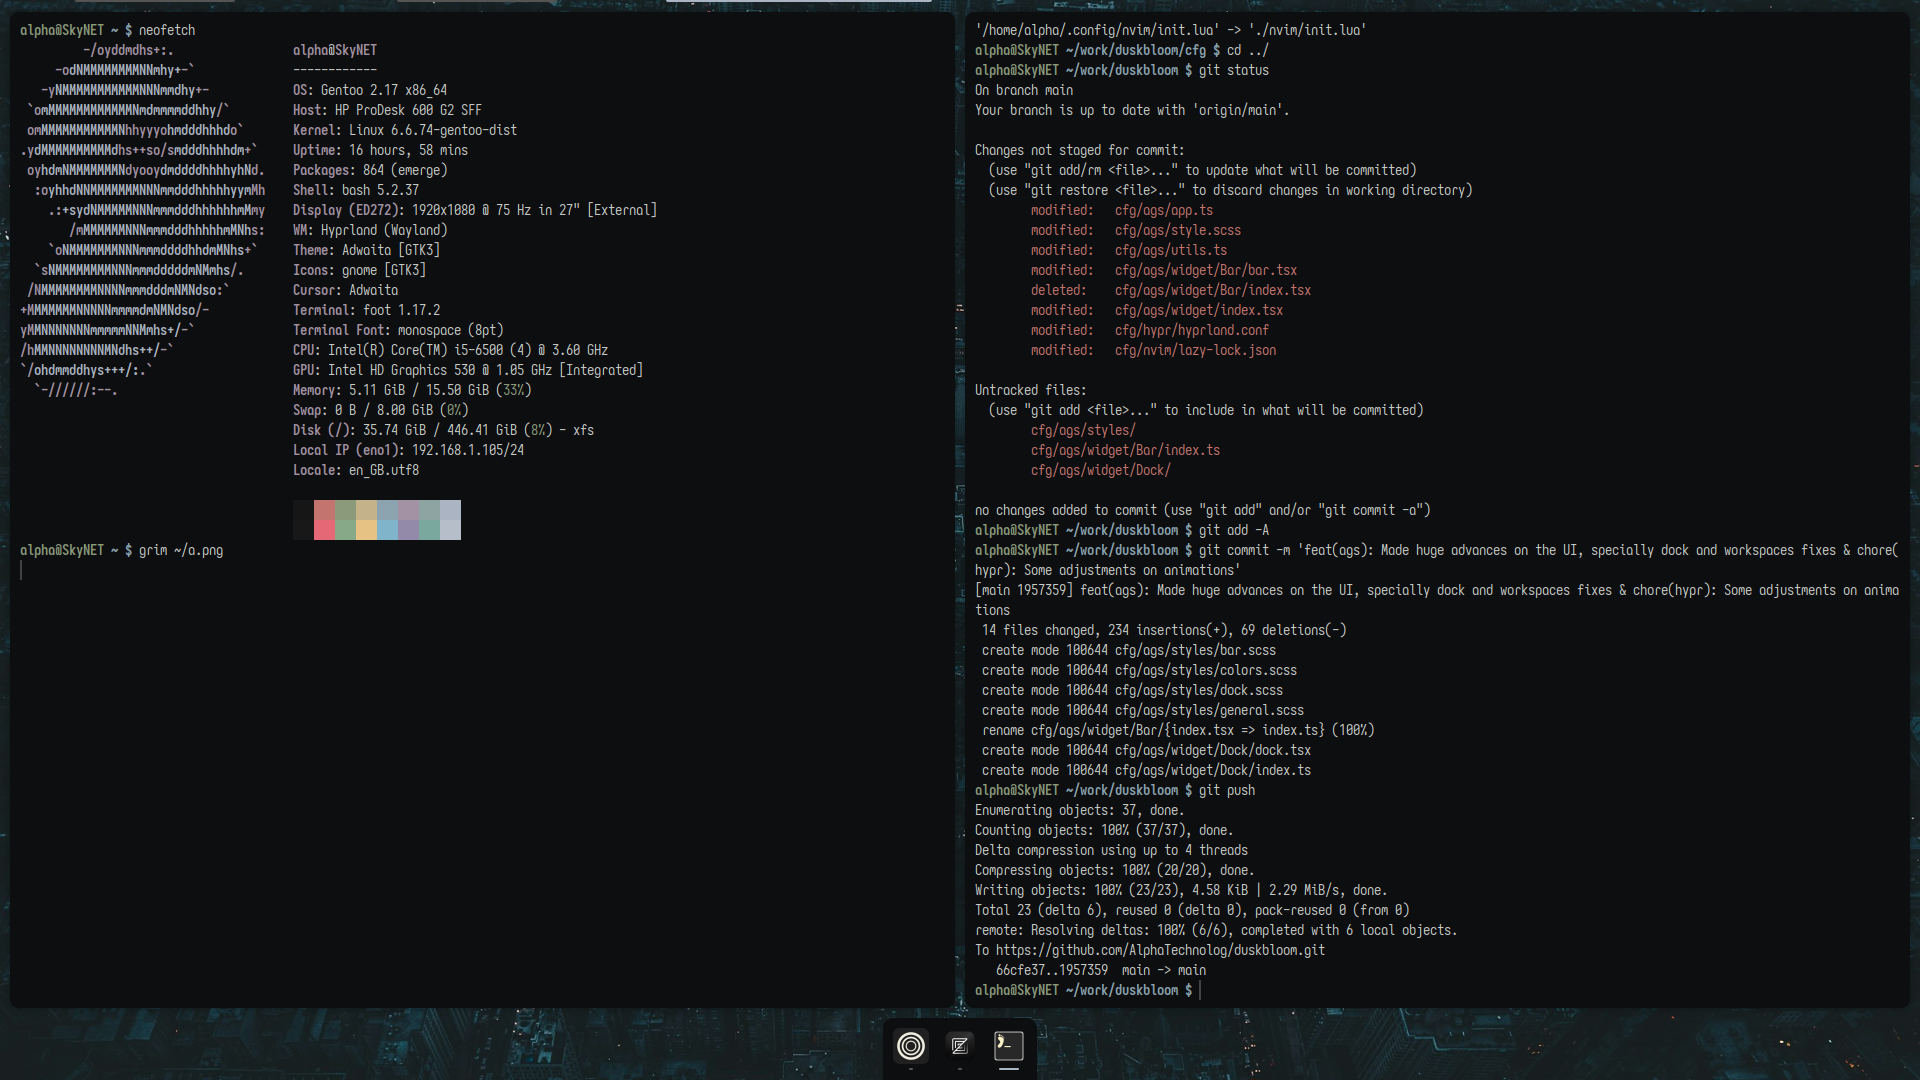 alpha@SkyNET ~ $ neofetch
-/oyddmdhs+:.
-odNMMMMMMMMNNmhy+-`
-yNMMMMMMMMMMMNNNmmdhy+-
`omMMMMMMMMMMMMNmdmmmmddhhy/`
omMMMMMMMMMMMNhhyyyohmdddhhhdo`
.ydMMMMMMMMMMdhs++so/smdddhhhhdm+`
oyhdmNMMMMMMMNdyooydmddddhhhhyhNd.
:oyhhdNNMMMMMMMNNNmmdddhhhhhyymMh
.:+sydNMMMMMNNNmmmdddhhhhhhmMmy
/mMMMMMMNNNmmmdddhhhhhmMNhs:
`oNMMMMMMMNNNmmmddddhhdmMNhs+`
`sNMMMMMMMMNNNmmmdddddmNMmhs/.
/NMMMMMMMMNNNNmmmdddmNMNdso:`
+MMMMMMMNNNNNmmmmdmNMNdso/-
yMMNNNNNNNmmmmmNNMmhs+/-`
/hMMNNNNNNNNMNdhs++/-`
`/ohdmmddhys+++/:.`
`-//////:--.
alpha@SkyNET
------------
OS: Gentoo 2.17 x86_64
Host: HP ProDesk 600 G2 SFF
Kernel: Linux 6.6.74-gentoo-dist
Uptime: 16 hours, 58 mins
Packages: 864 (emerge)
Shell: bash 5.2.37
Display (ED272): 1920x1080 @ 75 Hz in 27" [External]
WM: Hyprland (Wayland)
Theme: Adwaita [GTK3]
Icons: gnome [GTK3]
Cursor: Adwaita
Terminal: foot 1.17.2
Terminal Font: monospace (8pt)
CPU: Intel(R) Core(TM) i5-6500 (4) @ 3.60 GHz
GPU: Intel HD Graphics 530 @ 1.05 GHz [Integrated]
Memory: 5.11 GiB / 15.50 GiB (33%)
Swap: 0 B / 8.00 GiB (0%)
Disk (/): 35.74 GiB / 446.41 GiB (8%) - xfs
Local IP (eno1): 192.168.1.105/24
Locale: en_GB.utf8
alpha@SkyNET ~ $ grim ~/a.png
'/home/alpha/.config/nvim/init.lua' -> './nvim/init.lua'
alpha@SkyNET ~/work/duskbloom/cfg $ cd ../
alpha@SkyNET ~/work/duskbloom $ git status
On branch main
Your branch is up to date with 'origin/main'.
Changes not staged for commit:
(use "git add/rm <file>..." to update what will be committed)
(use "git restore <file>..." to discard changes in working directory)
modified:   cfg/ags/app.ts
modified:   cfg/ags/style.scss
modified:   cfg/ags/utils.ts
modified:   cfg/ags/widget/Bar/bar.tsx
deleted:    cfg/ags/widget/Bar/index.tsx
modified:   cfg/ags/widget/index.tsx
modified:   cfg/hypr/hyprland.conf
modified:   cfg/nvim/lazy-lock.json
Untracked files:
(use "git add <file>..." to include in what will be committed)
cfg/ags/styles/
cfg/ags/widget/Bar/index.ts
cfg/ags/widget/Dock/
no changes added to commit (use "git add" and/or "git commit -a")
alpha@SkyNET ~/work/duskbloom $ git add -A
alpha@SkyNET ~/work/duskbloom $ git commit -m 'feat(ags): Made huge advances on the UI, specially dock and workspaces fixes & chore(
hypr): Some adjustments on animations'
[main 1957359] feat(ags): Made huge advances on the UI, specially dock and workspaces fixes & chore(hypr): Some adjustments on anima
tions
14 files changed, 234 insertions(+), 69 deletions(-)
create mode 100644 cfg/ags/styles/bar.scss
create mode 100644 cfg/ags/styles/colors.scss
create mode 100644 cfg/ags/styles/dock.scss
create mode 100644 cfg/ags/styles/general.scss
rename cfg/ags/widget/Bar/{index.tsx => index.ts} (100%)
create mode 100644 cfg/ags/widget/Dock/dock.tsx
create mode 100644 cfg/ags/widget/Dock/index.ts
alpha@SkyNET ~/work/duskbloom $ git push
Enumerating objects: 37, done.
Counting objects: 100% (37/37), done.
Delta compression using up to 4 threads
Compressing objects: 100% (20/20), done.
Writing objects: 100% (23/23), 4.58 KiB | 2.29 MiB/s, done.
Total 23 (delta 6), reused 0 (delta 0), pack-reused 0 (from 0)
remote: Resolving deltas: 100% (6/6), completed with 6 local objects.
To https://github.com/AlphaTechnolog/duskbloom.git
66cfe37..1957359  main -> main
alpha@SkyNET ~/work/duskbloom $